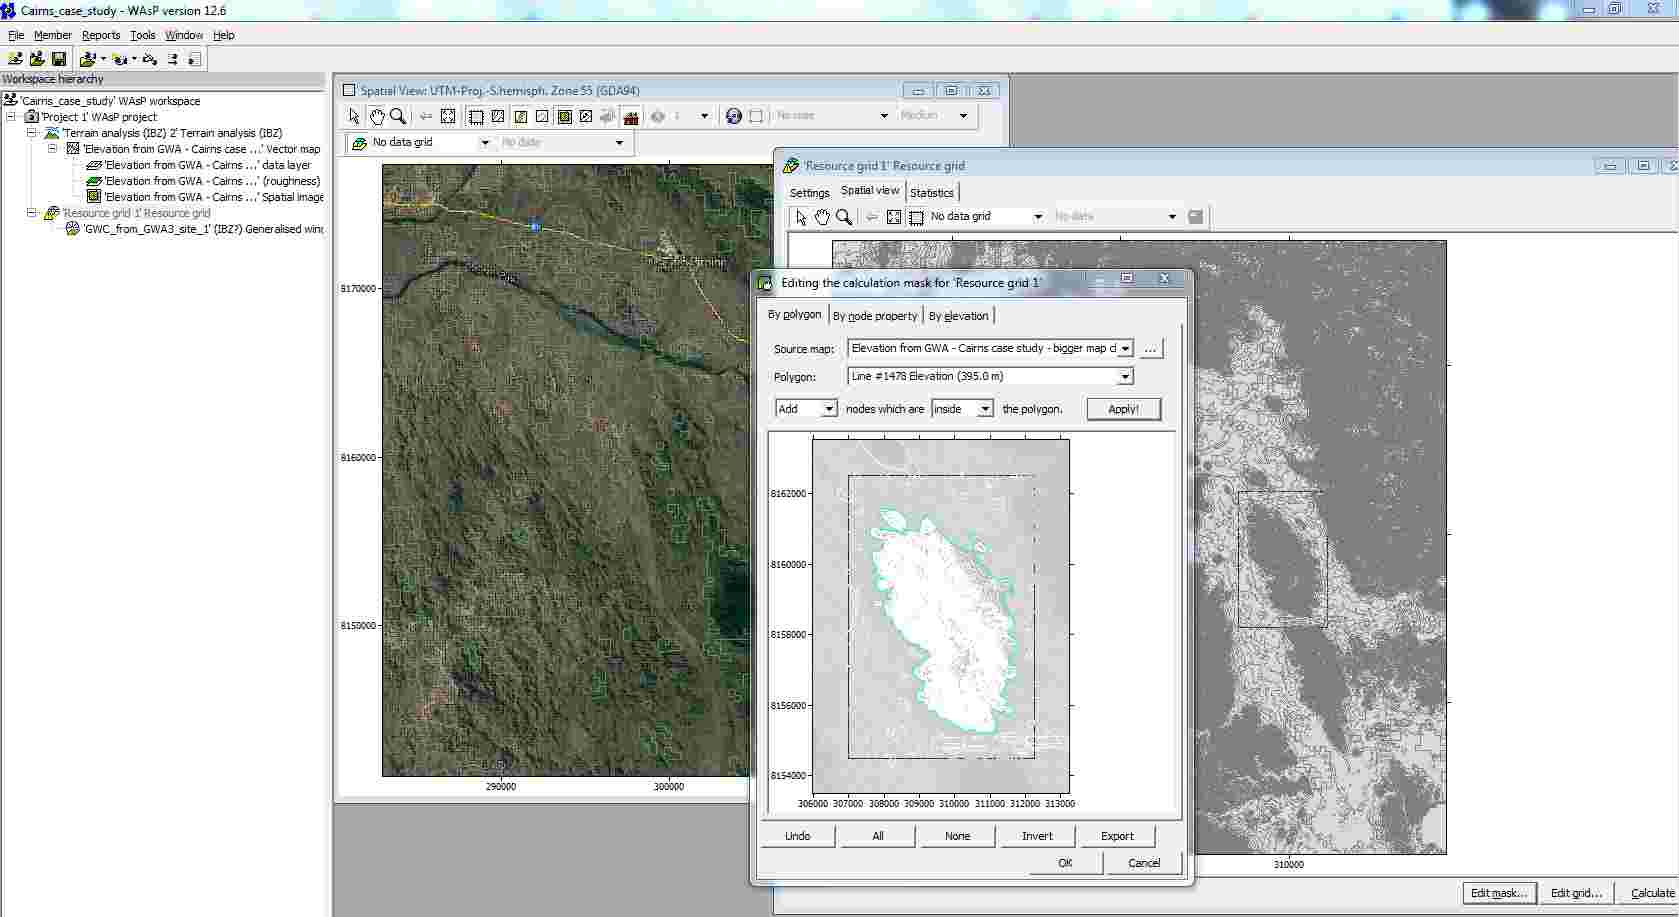 Cairns_case_study - WAsP version 12.6
File Member Reports Tools Window Help
Workspace hierarchy
'Cairns_case_study' WAsP workspace
'Project 1' WAsP project
'Terrain analysis (IBZ) 2' Terrain analysis (IBZ)
'Elevation from GWA - Cairns case ...' Vector map
'Elevation from GWA - Cairns ...' data layer
'Elevation from GWA - Cairns ...' (roughness)
'Elevation from GWA - Cairns ...' Spatial image
'Resource grid 1' Resource grid
'GWC_from_GWA3_site_1' (IBZ?) Generalised wind
Spatial View: UTM-Proj.-S.hemisph. Zone 55 (GDA94)
1 No state Medium
No data grid No data
8170000
8160000
8150000
290000 300000
'Resource grid 1' Resource grid
Settings Spatial view Statistics
No data grid No data
310000
Edit mask... Edit grid... Calculate
Editing the calculation mask for 'Resource grid 1'
By polygon By node property By elevation
Source map: Elevation from GWA - Cairns case study - bigger map cl ...
Polygon: Line #1478 Elevation (395.0 m)
Add nodes which are inside the polygon. Apply!
8162000
8160000
8158000
8156000
8154000
306000 307000 308000 309000 310000 311000 312000 313000
Undo All None Invert Export
OK Cancel